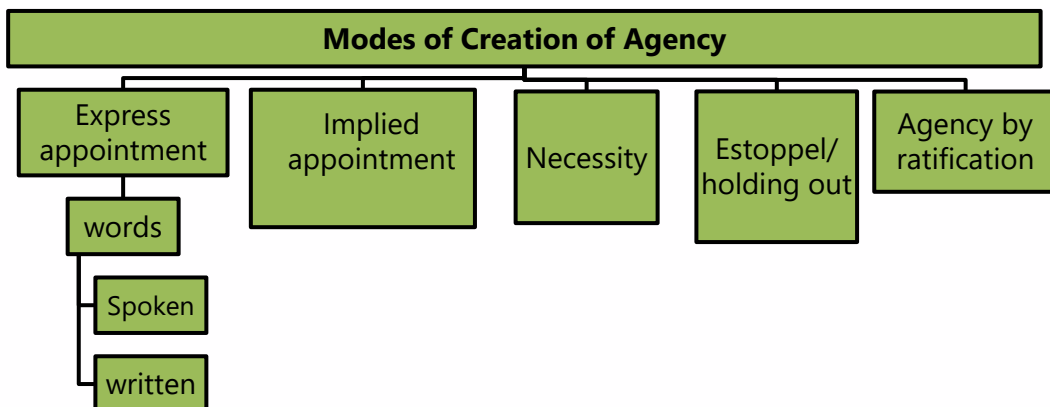 Modes of Creation of Agency
Express
appointment
Implied
appointment
Necessity
Estoppel/
holding out
Agency by
ratification
words
Spoken
written